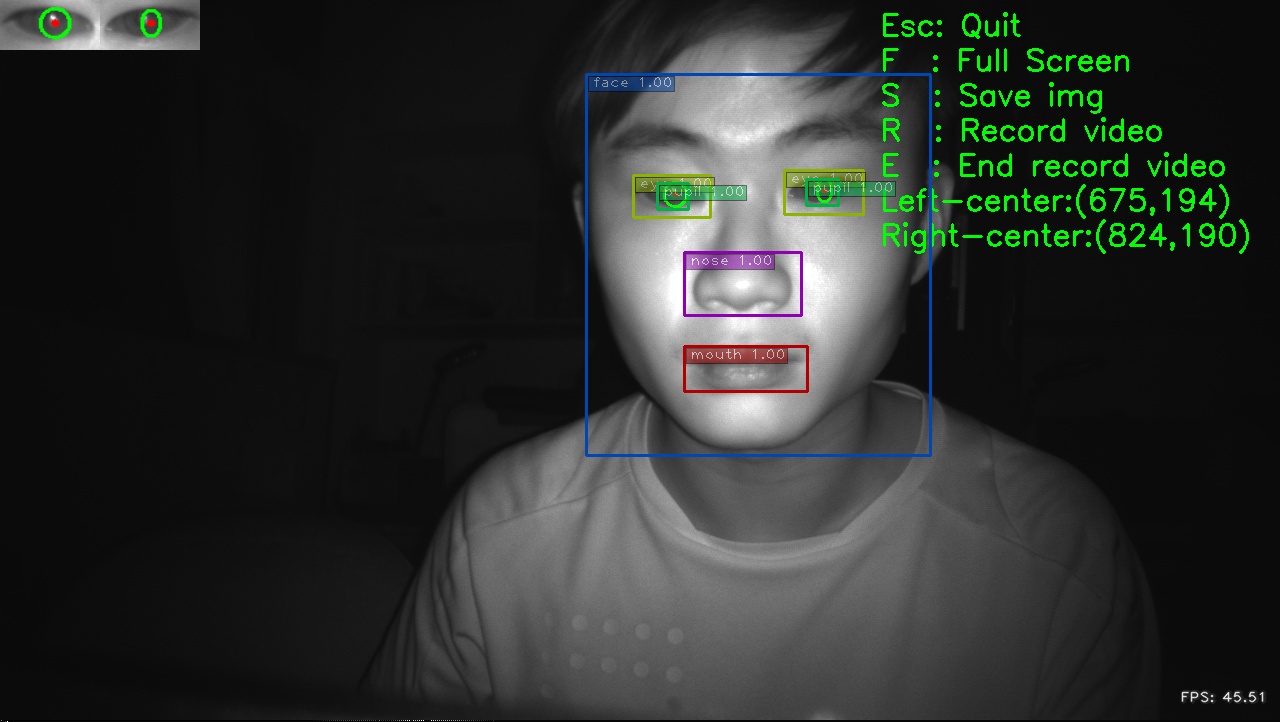 Esc: Quit
F : Full Screen
S : Save img
R : Record video
E : End record video
Left-center:(675,194)
Right-center:(824,190)
face 1.00
eye 1.00
pupil 1.00
eye 1.00
pupil 1.00
nose 1.00
mouth 1.00
FPS: 45.51